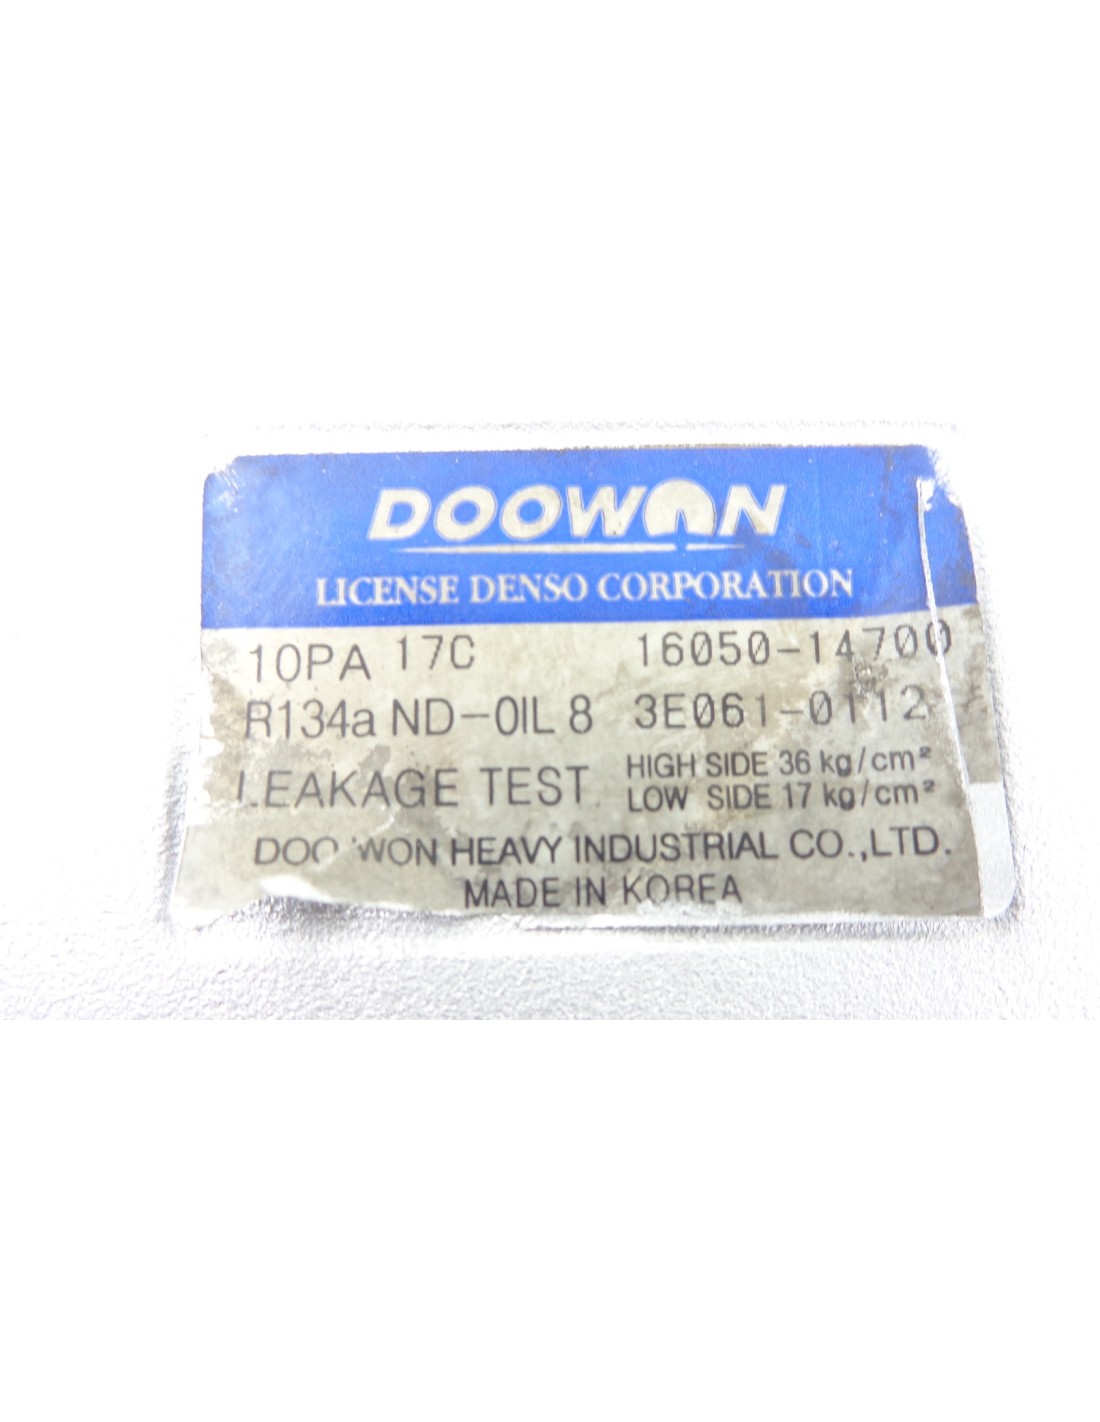 DOOWON
LICENSE DENSO CORPORATION
10PA 17C 16050-14700
R134a ND-OIL 8 3E061-0112
LEAKAGE TEST HIGH SIDE 36 kg/cm²
LOW SIDE 17 kg/cm²
DOO WON HEAVY INDUSTRIAL CO.,LTD.
MADE IN KOREA